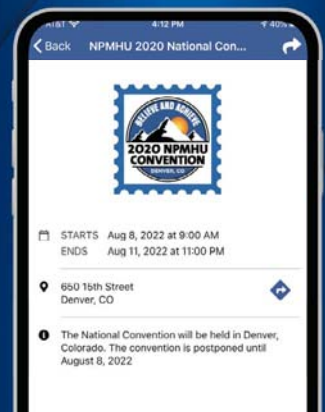 AT&T 4:12 PM 40%
Back NPMHU 2020 National Con...
BELIEVE AND ACHIEVE
2020 NPMHU
CONVENTION
DENVER, CO
STARTS Aug 8, 2022 at 9:00 AM
ENDS Aug 11, 2022 at 11:00 PM
650 15th Street
Denver, CO
The National Convention will be held in Denver,
Colorado. The convention is postponed until
August 8, 2022